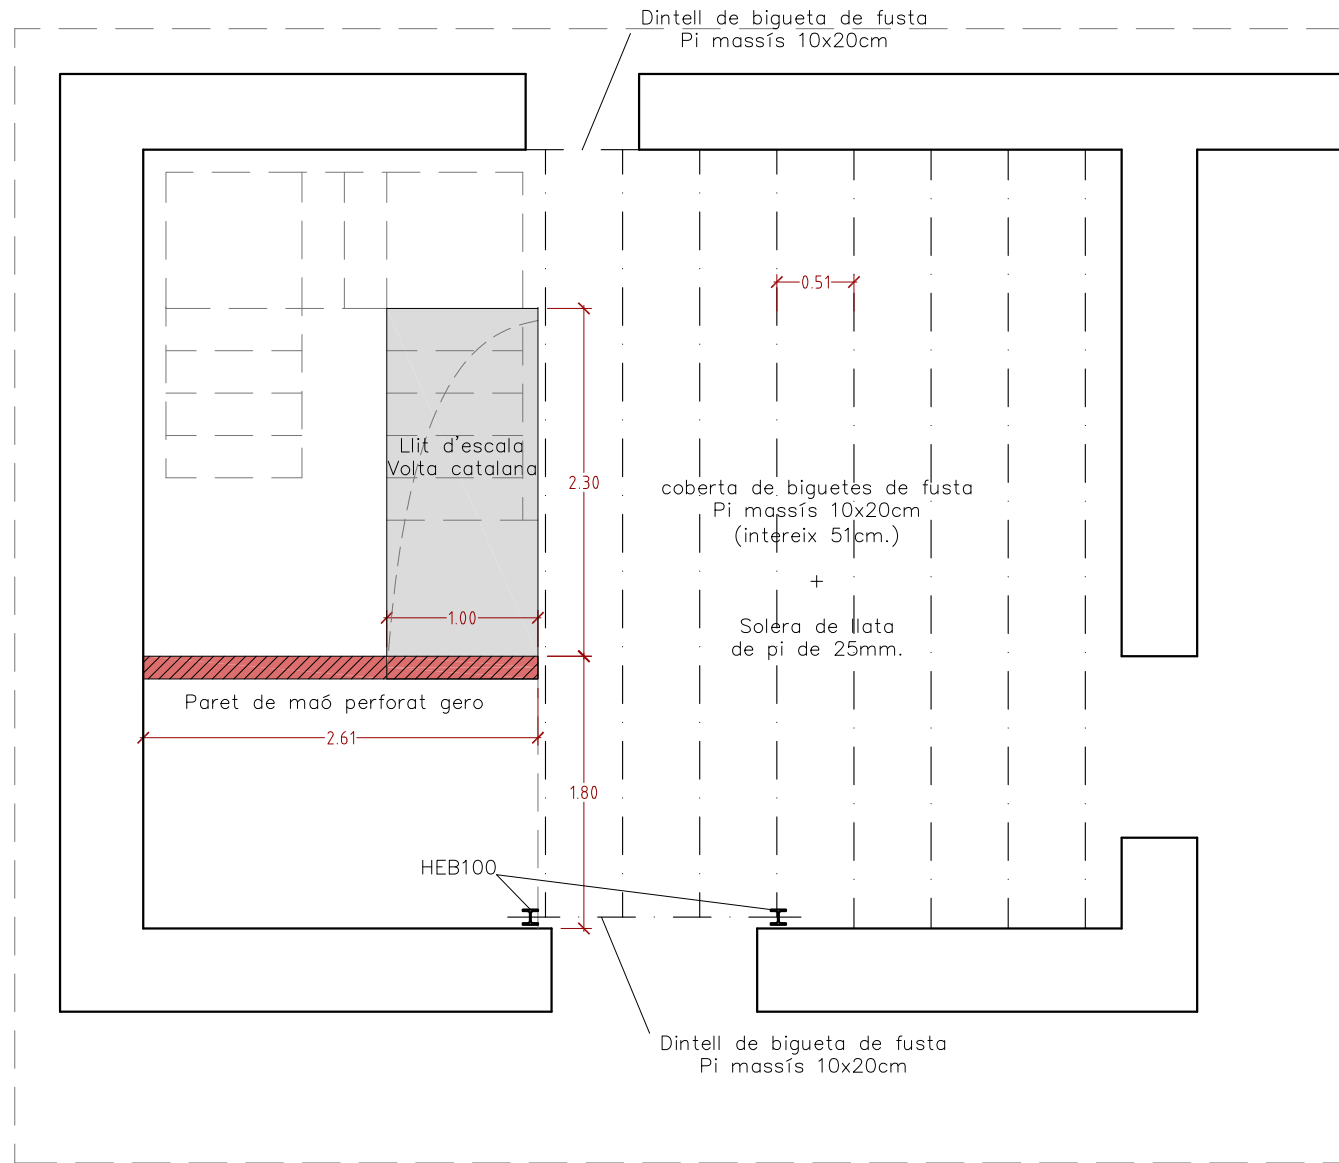 Dintell de bigueta de fusta
Pi massís 10x20cm
0.51
Llit d'escala
Volta catalana
2.30
coberta de biguetes de fusta
Pi massís 10x20cm
(intereix 51cm.)
+
Solera de llata
de pi de 25mm.
1.00
Paret de maó perforat gero
2.61
1.80
HEB100
Dintell de bigueta de fusta
Pi massís 10x20cm